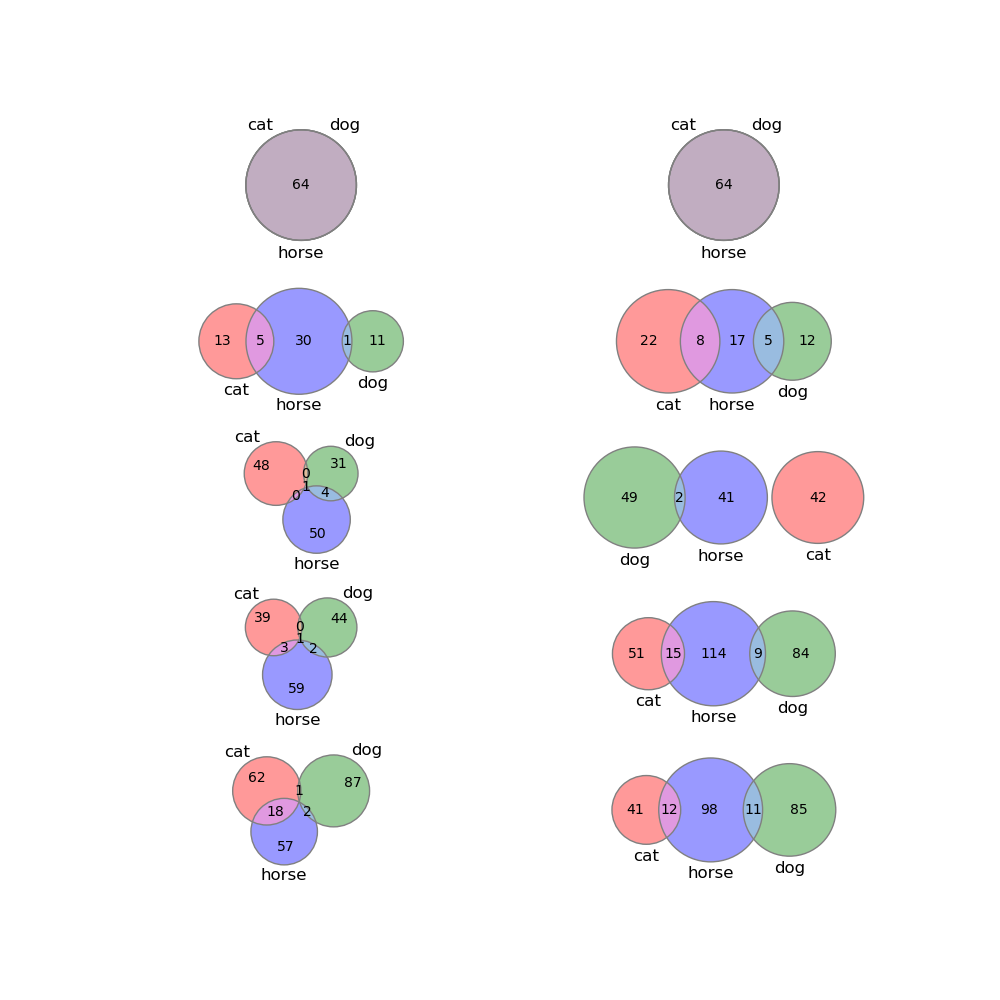 cat dog
64
horse
cat dog
64
horse
13 5 30 1 11
cat
horse
dog
22 8 17 5 12
cat horse dog
cat
dog
48 0 31
1
0 4
50
horse
49 2 41 42
dog horse cat
cat dog
39 0 44
1
3 2
59
horse
51 15 114 9 84
cat
horse
dog
cat dog
62 1 87
18 2
57
horse
41 12 98 11 85
cat
horse
dog